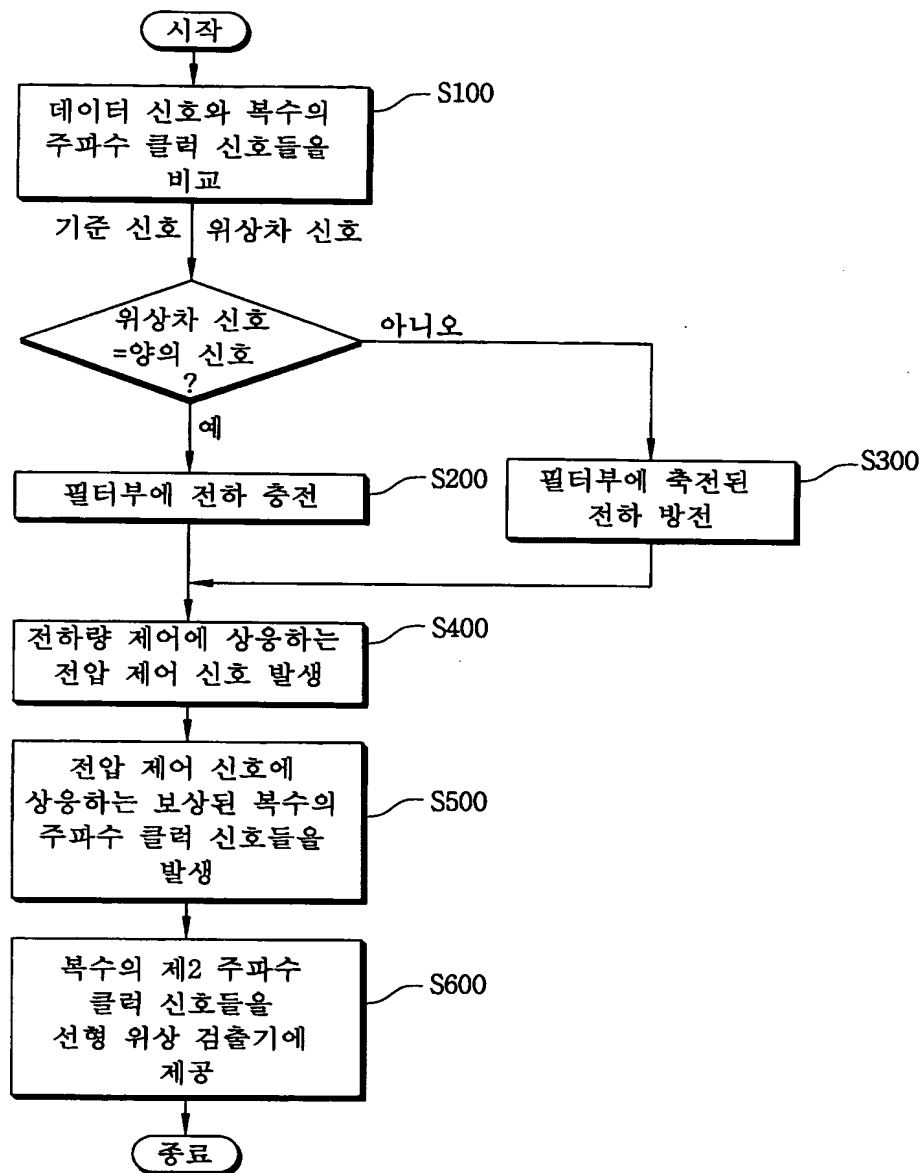 시작
데이터 신호와 복수의
주파수 클럭 신호들을
비교
S100
기준 신호 위상차 신호
위상차 신호
=양의 신호
?
아니오
예
필터부에 전하 충전
S200
필터부에 축전된
전하 방전
S300
전하량 제어에 상응하는
전압 제어 신호 발생
S400
전압 제어 신호에
상응하는 보상된 복수의
주파수 클럭 신호들을
발생
S500
복수의 제2 주파수
클럭 신호들을
선형 위상 검출기에
제공
S600
종료